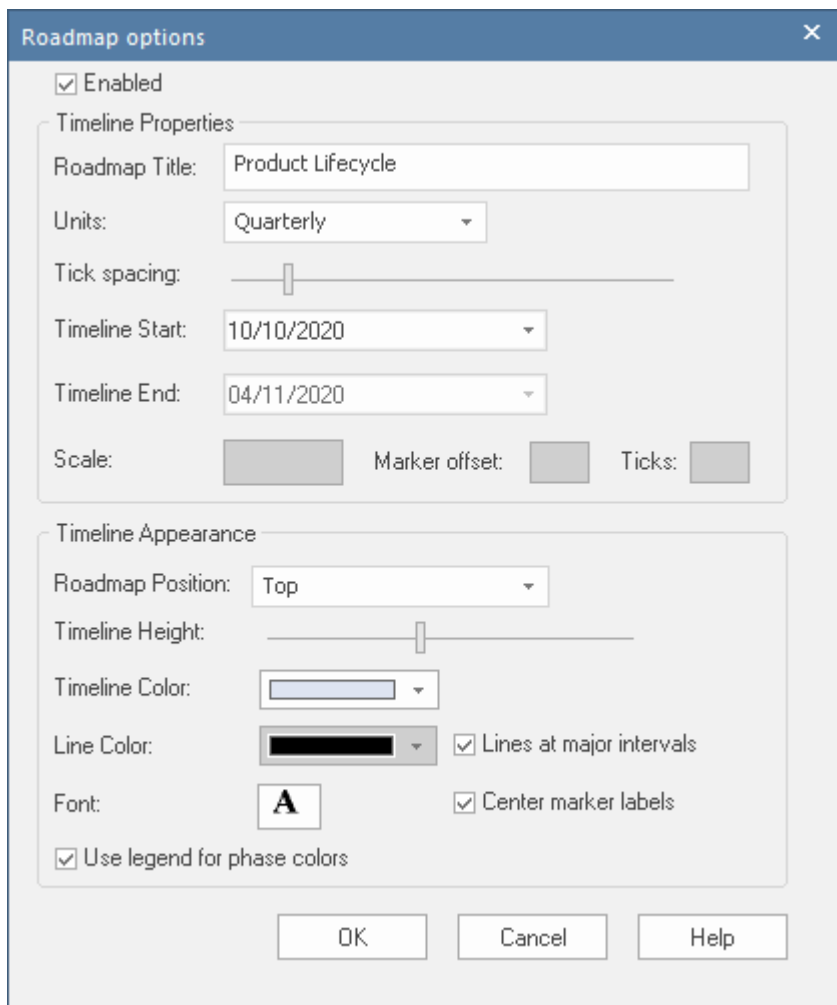 Roadmap options
Enabled
Timeline Properties
Roadmap Title: Product Lifecycle
Units: Quarterly
Tick spacing:
Timeline Start: 10/10/2020
Timeline End: 04/11/2020
Scale: Marker offset: Ticks:
Timeline Appearance
Roadmap Position: Top
Timeline Height:
Timeline Color:
Line Color: Lines at major intervals
Font: A Center marker labels
Use legend for phase colors
OK Cancel Help